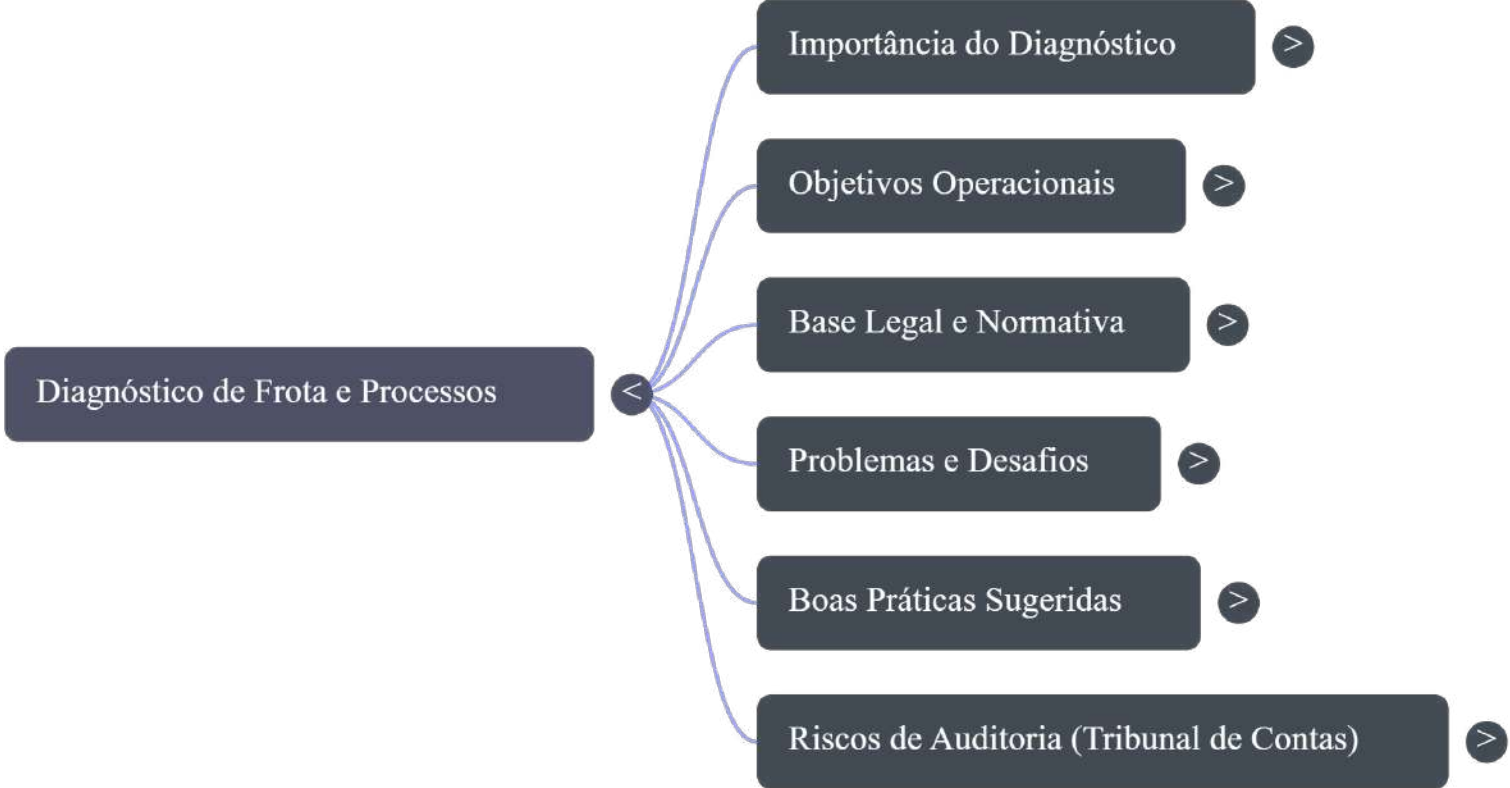 Importância do Diagnóstico >
Objetivos Operacionais >
Base Legal e Normativa >
Diagnóstico de Frota e Processos <
Problemas e Desafios >
Boas Práticas Sugeridas >
Riscos de Auditoria (Tribunal de Contas) >